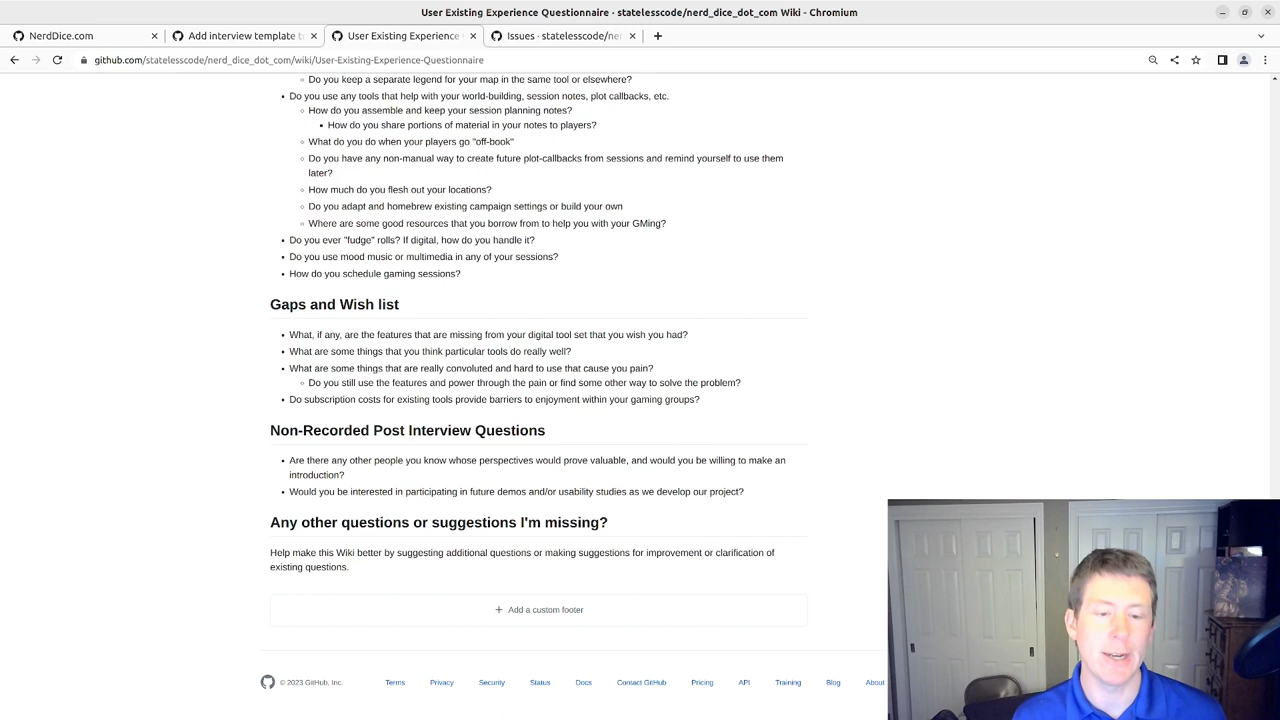 User Existing Experience Questionnaire · statelesscode/nerd_dice_dot_com Wiki - Chromium
NerdDice.com
Add interview template t
User Existing Experience
Issues · statelesscode/ner
github.com/statelesscode/nerd_dice_dot_com/wiki/User-Existing-Experience-Questionnaire
Do you keep a separate legend for your map in the same tool or elsewhere?
Do you use any tools that help with your world-building, session notes, plot callbacks, etc.
How do you assemble and keep your session planning notes?
How do you share portions of material in your notes to players?
What do you do when your players go "off-book"
Do you have any non-manual way to create future plot-callbacks from sessions and remind yourself to use them
later?
How much do you flesh out your locations?
Do you adapt and homebrew existing campaign settings or build your own
Where are some good resources that you borrow from to help you with your GMing?
Do you ever "fudge" rolls? If digital, how do you handle it?
Do you use mood music or multimedia in any of your sessions?
How do you schedule gaming sessions?
Gaps and Wish list
What, if any, are the features that are missing from your digital tool set that you wish you had?
What are some things that you think particular tools do really well?
What are some things that are really convoluted and hard to use that cause you pain?
Do you still use the features and power through the pain or find some other way to solve the problem?
Do subscription costs for existing tools provide barriers to enjoyment within your gaming groups?
Non-Recorded Post Interview Questions
Are there any other people you know whose perspectives would prove valuable, and would you be willing to make an
introduction?
Would you be interested in participating in future demos and/or usability studies as we develop our project?
Any other questions or suggestions I'm missing?
Help make this Wiki better by suggesting additional questions or making suggestions for improvement or clarification of
existing questions.
Add a custom footer
© 2023 GitHub, Inc.
Terms
Privacy
Security
Status
Docs
Contact GitHub
Pricing
API
Training
Blog
About